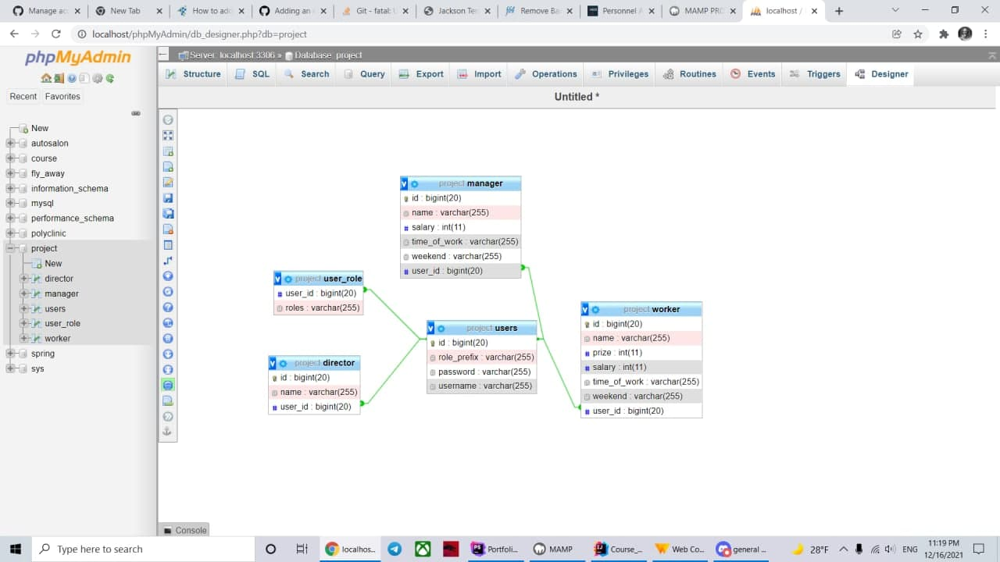 Manage ac
New Tab
How to add
Adding an
Git - fatal:
Jackson Ter
Remove Ba
Personnel A
MAMP PRO
localhost /
localhost/phpMyAdmin/db_designer.php?db=project
phpMyAdmin
Recent Favorites
New
autosalon
course
fly_away
information_schema
mysql
performance_schema
polyclinic
project
New
director
manager
users
user_role
worker
spring
sys
Server: localhost:3306 » Database: project
Structure SQL Search Query Export Import Operations Privileges Routines Events Triggers Designer
Untitled *
project manager
id : bigint(20)
name : varchar(255)
salary : int(11)
time_of_work : varchar(255)
weekend : varchar(255)
user_id : bigint(20)
project user_role
user_id : bigint(20)
roles : varchar(255)
project director
id : bigint(20)
name : varchar(255)
user_id : bigint(20)
project users
id : bigint(20)
role_prefix : varchar(255)
password : varchar(255)
username : varchar(255)
project worker
id : bigint(20)
name : varchar(255)
prize : int(11)
salary : int(11)
time_of_work : varchar(255)
weekend : varchar(255)
user_id : bigint(20)
Console
Type here to search
localhos...
Portfoli...
MAMP
Course_...
Web Co...
general ...
28°F
ENG
11:19 PM
12/16/2021